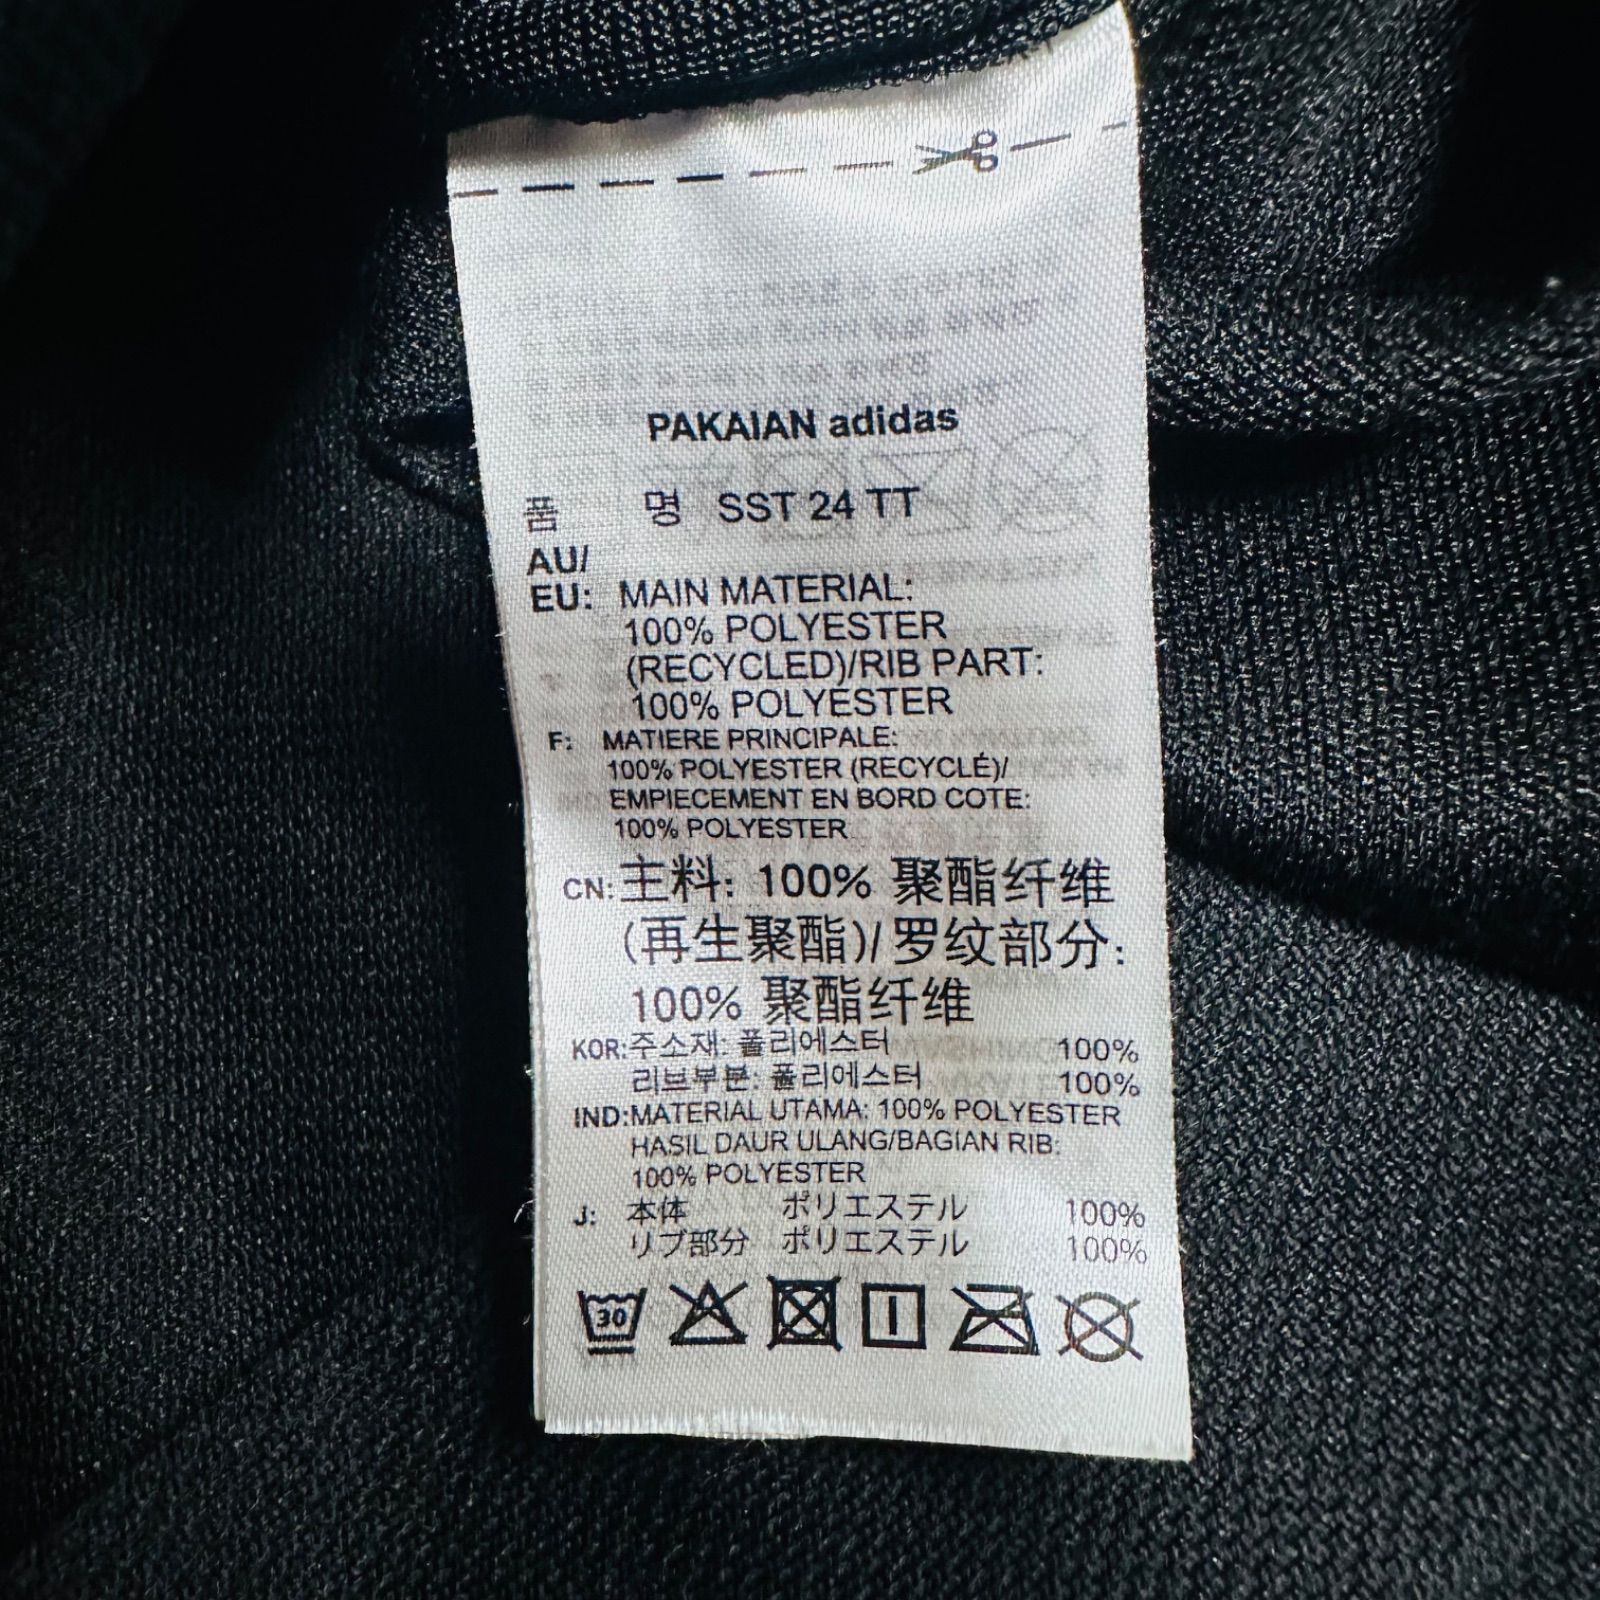 PAKAIAN adidas
품 명 SST 24 TT
AU/
EU: MAIN MATERIAL:
100% POLYESTER
(RECYCLED)/RIB PART:
100% POLYESTER
F: MATIERE PRINCIPALE:
100% POLYESTER (RECYCLÉ)/
EMPIECEMENT EN BORD COTE:
100% POLYESTER
CN: 主料: 100% 聚酯纤维
(再生聚酯)/ 罗纹部分:
100% 聚酯纤维
KOR: 주소재: 폴리에스터 100%
리브부분: 폴리에스터 100%
IND: MATERIAL UTAMA: 100% POLYESTER
HASIL DAUR ULANG/BAGIAN RIB:
100% POLYESTER
J: 本体 ポリエステル 100%
リブ部分 ポリエステル 100%
30